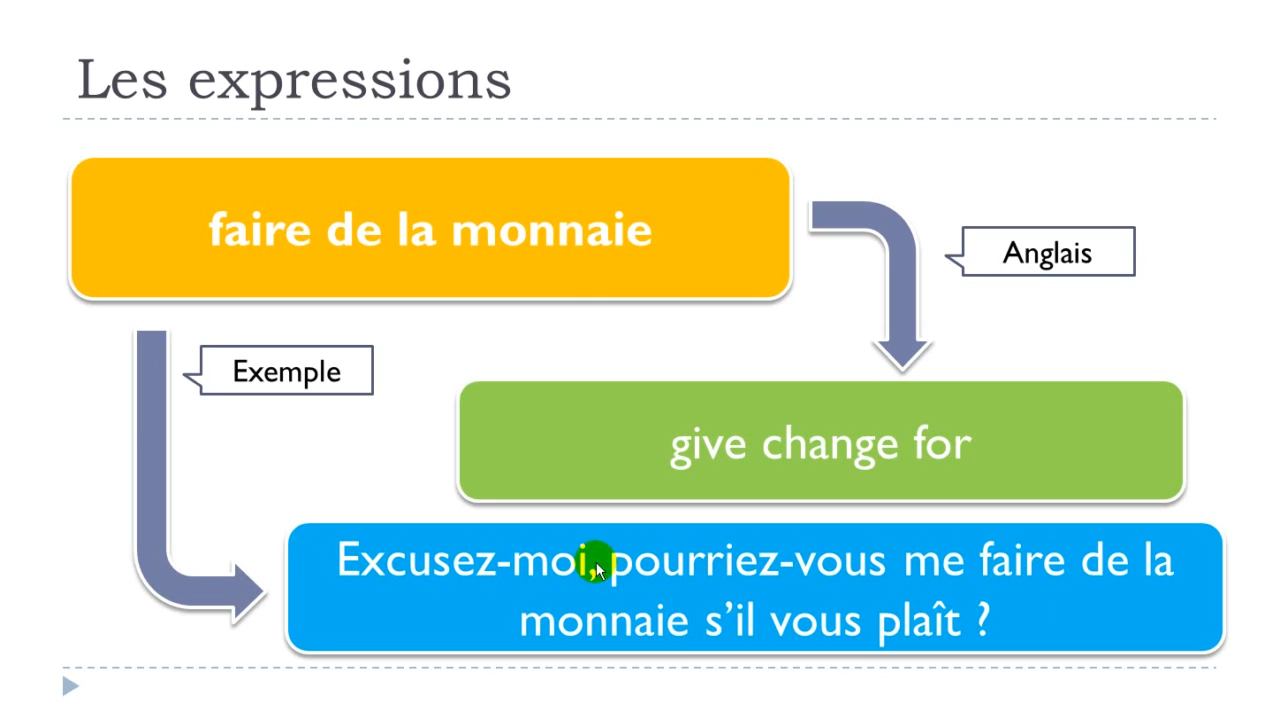 Les expressions
faire de la monnaie
Anglais
Exemple
give change for
Excusez-moi, pourriez-vous me faire de la
monnaie s’il vous plaît ?